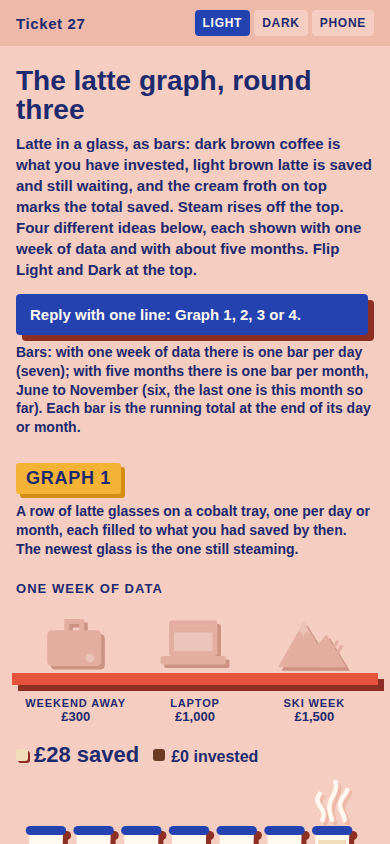 Ticket 27
LIGHT DARK PHONE
The latte graph, round
three
Latte in a glass, as bars: dark brown coffee is
what you have invested, light brown latte is saved
and still waiting, and the cream froth on top
marks the total saved. Steam rises off the top.
Four different ideas below, each shown with one
week of data and with about five months. Flip
Light and Dark at the top.
Reply with one line: Graph 1, 2, 3 or 4.
Bars: with one week of data there is one bar per day
(seven); with five months there is one bar per month,
June to November (six, the last one is this month so
far). Each bar is the running total at the end of its day
or month.
GRAPH 1
A row of latte glasses on a cobalt tray, one per day or
month, each filled to what you had saved by then.
The newest glass is the one still steaming.
ONE WEEK OF DATA
WEEKEND AWAY LAPTOP SKI WEEK
£300 £1,000 £1,500
£28 saved £0 invested